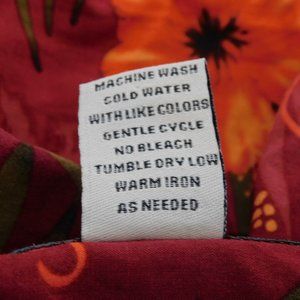 MACHINE WASH
COLD WATER
WITH LIKE COLORS
GENTLE CYCLE
NO BLEACH
TUMBLE DRY LOW
WARM IRON
AS NEEDED